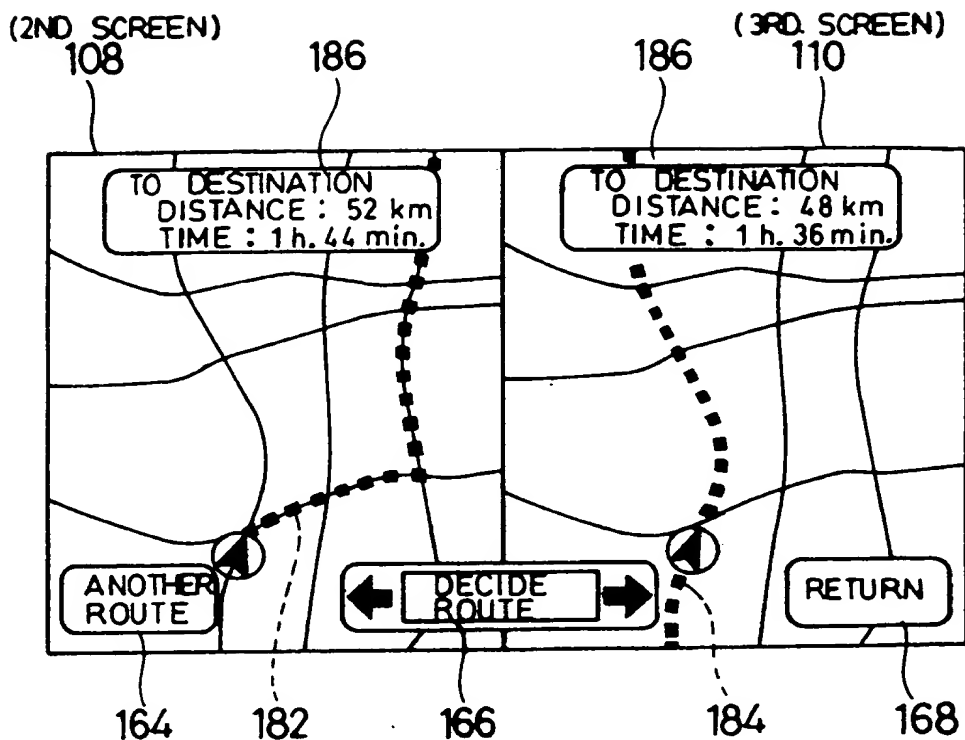 (2ND SCREEN)
108
186
(3RD. SCREEN)
186
110
TO DESTINATION
DISTANCE : 52 km
TIME : 1 h. 44 min.
TO DESTINATION
DISTANCE : 48 km
TIME : 1 h. 36 min.
ANOTHER
ROUTE
DECIDE
ROUTE
RETURN
164
182
166
184
168